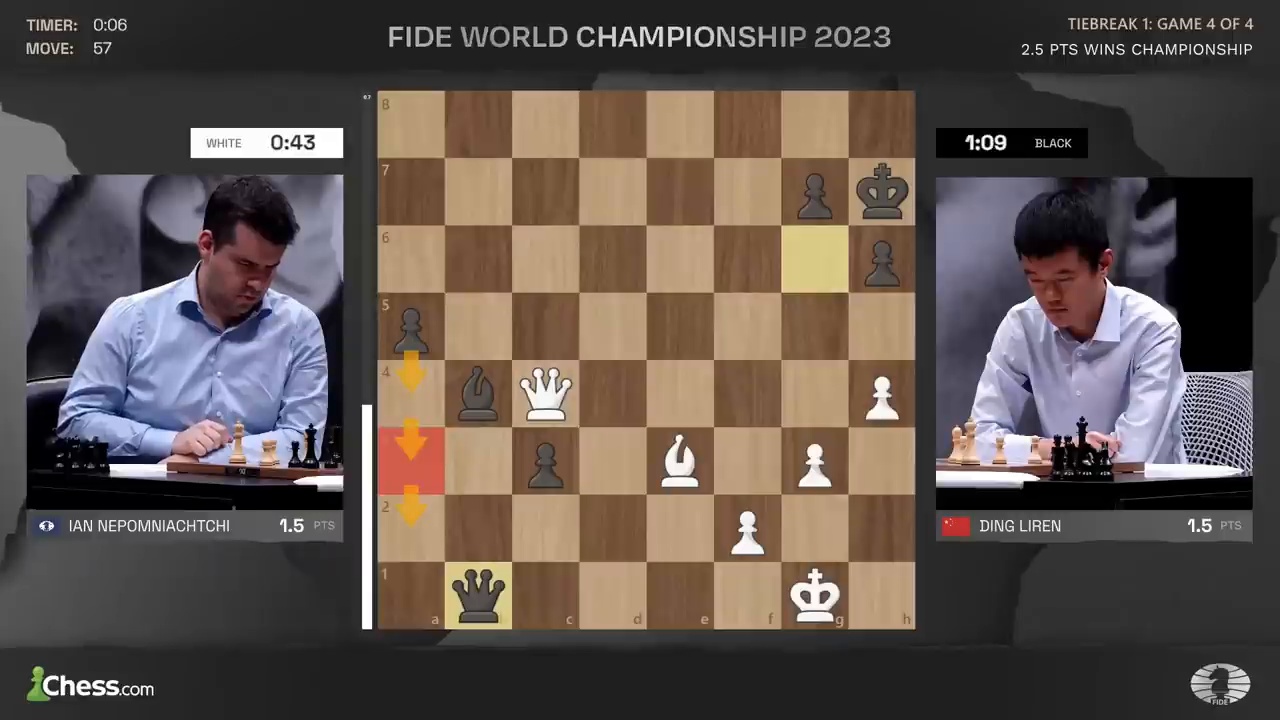 TIMER: 0:06
MOVE: 57
FIDE WORLD CHAMPIONSHIP 2023
TIEBREAK 1: GAME 4 OF 4
2.5 PTS WINS CHAMPIONSHIP
WHITE 0:43
1:09 BLACK
8
7
6
5
4
2
1
a
c
d
e
f
g
h
IAN NEPOMNIACHTCHI 1.5 PTS
DING LIREN 1.5 PTS
Chess.com
FIDE